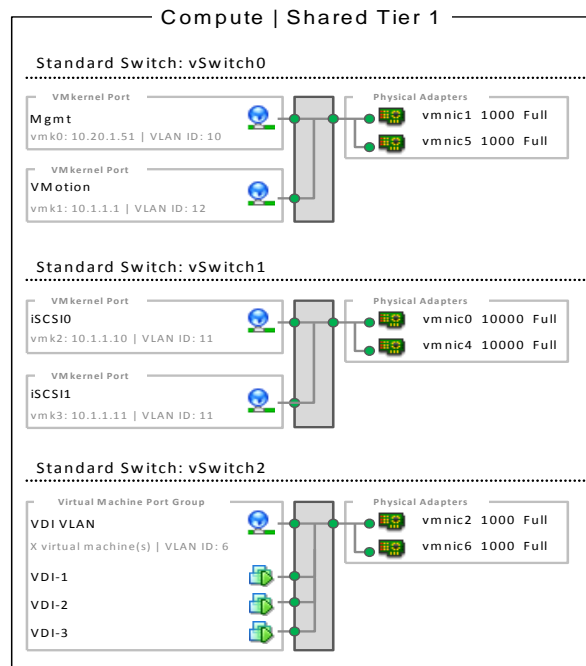 Compute | Shared Tier 1
Standard Switch: vSwitch0
VMkernel Port
Physical Adapters
Mgmt
vmk0: 10.20.1.51 | VLAN ID: 10
vmnic1 1000 Full
vmnic5 1000 Full
VMkernel Port
VMotion
vmk1: 10.1.1.1 | VLAN ID: 12
Standard Switch: vSwitch1
VMkernel Port
Physical Adapters
iSCSI0
vmk2: 10.1.1.10 | VLAN ID: 11
vmnic0 10000 Full
vmnic4 10000 Full
VMkernel Port
iSCSI1
vmk3: 10.1.1.11 | VLAN ID: 11
Standard Switch: vSwitch2
Virtual Machine Port Group
Physical Adapters
VDI VLAN
X virtual machine(s) | VLAN ID: 6
vmnic2 1000 Full
vmnic6 1000 Full
VDI-1
VDI-2
VDI-3